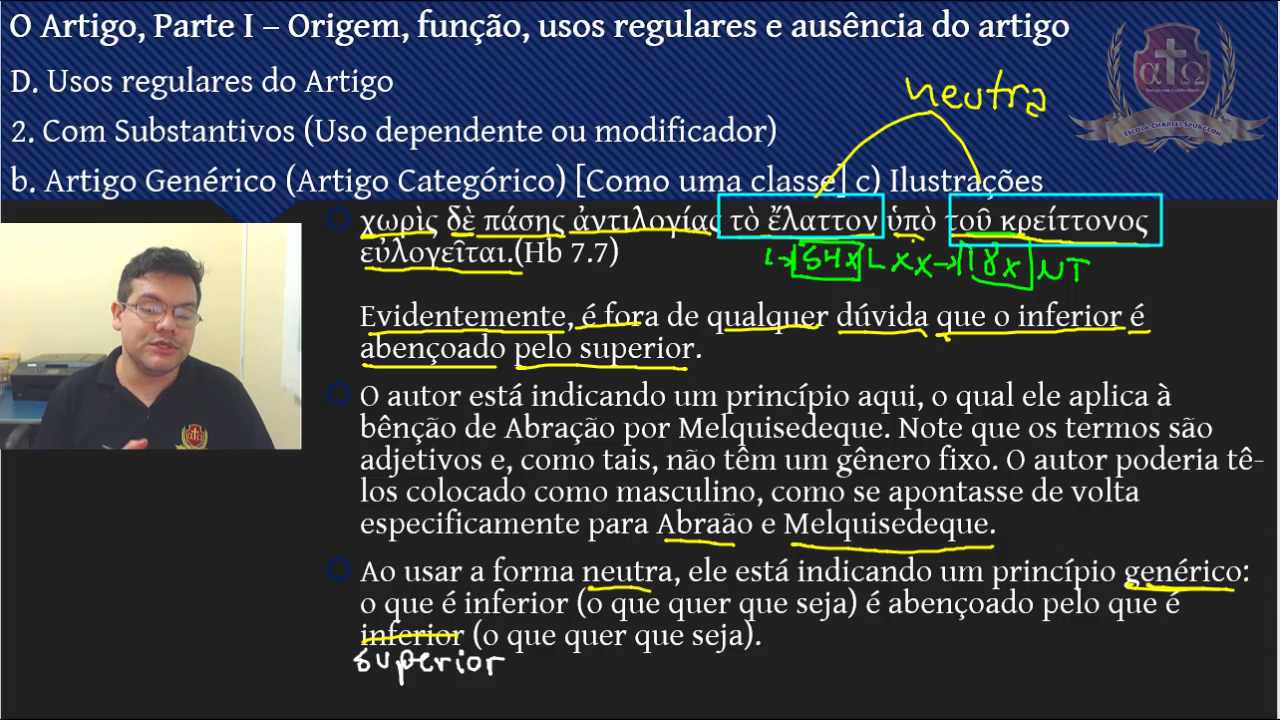 O Artigo, Parte I – Origem, função, usos regulares e ausência do artigo
D. Usos regulares do Artigo
2. Com Substantivos (Uso dependente ou modificador)
b. Artigo Genérico (Artigo Categórico) [Como uma classe] c) Ilustrações
neutra
χωρὶς δὲ πάσης ἀντιλογίας τὸ ἔλαττον ὑπὸ τοῦ κρείττονος
εὐλογεῖται.(Hb 7.7)
54x LXX → 18x NT
Evidentemente, é fora de qualquer dúvida que o inferior é
abençoado pelo superior.
O autor está indicando um princípio aqui, o qual ele aplica à
bênção de Abração por Melquisedeque. Note que os termos são
adjetivos e, como tais, não têm um gênero fixo. O autor poderia tê-
los colocado como masculino, como se apontasse de volta
especificamente para Abraão e Melquisedeque.
Ao usar a forma neutra, ele está indicando um princípio genérico:
o que é inferior (o que quer que seja) é abençoado pelo que é
inferior (o que quer que seja).
superior
α Ω
ESCOLA CHARLES SPURGEON